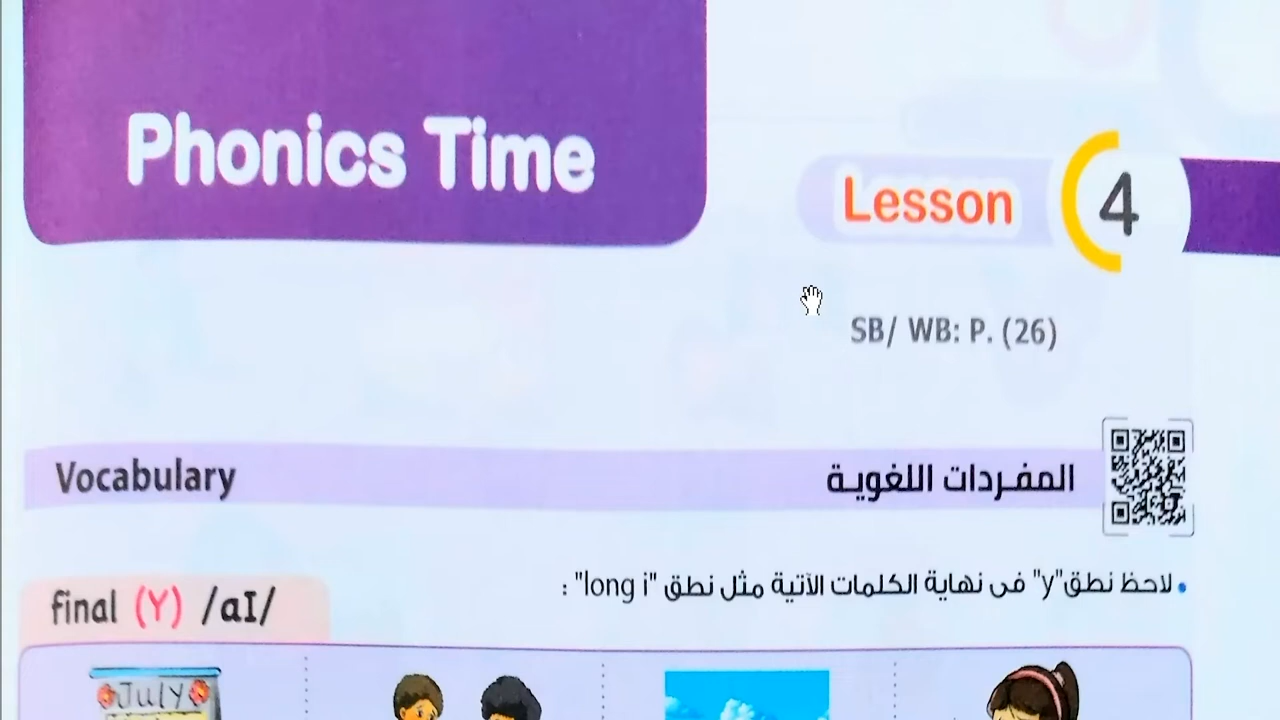 Phonics Time
Lesson 4
SB/ WB: P. (26)
Vocabulary
المفردات اللغوية
• لاحظ نطق"y" فى نهاية الكلمات الآتية مثل نطق "long i" :
final (Y) /aI/
JULY